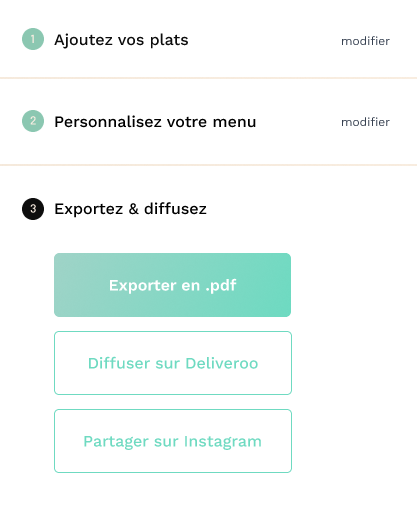 1 Ajoutez vos plats modifier
2 Personnalisez votre menu modifier
3 Exportez & diffusez
Exporter en .pdf
Diffuser sur Deliveroo
Partager sur Instagram